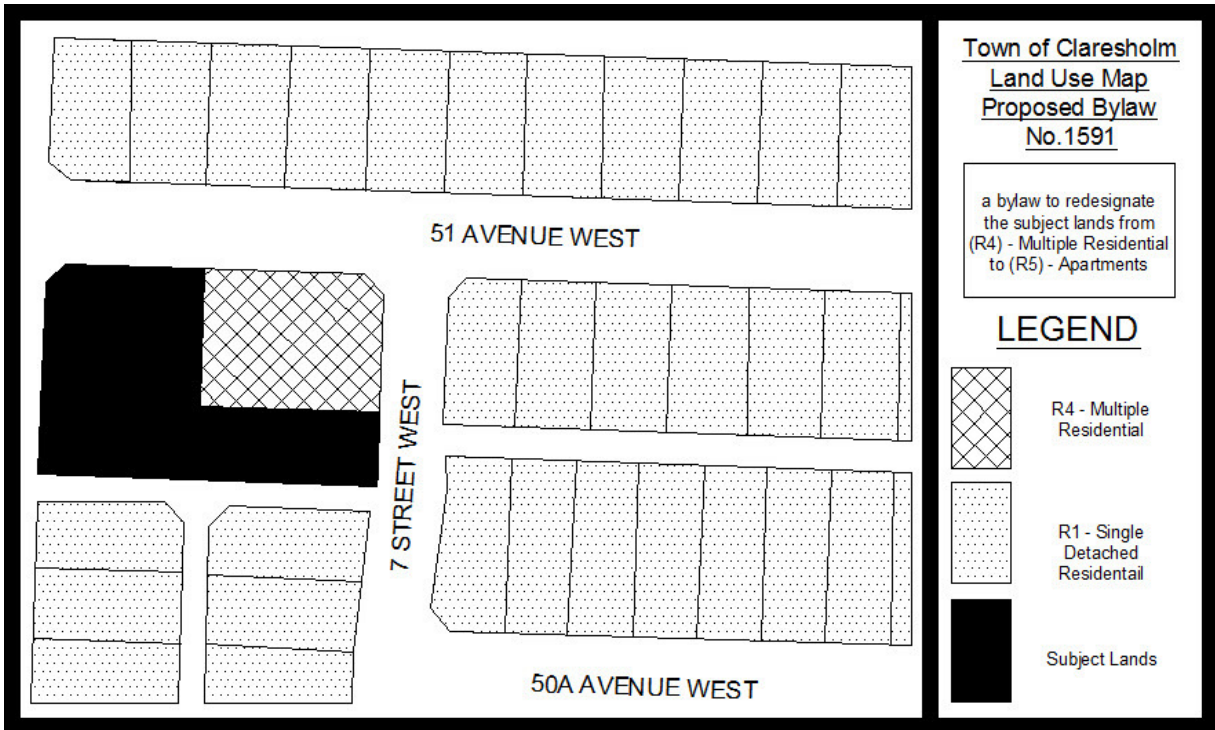 Town of Claresholm
Land Use Map
Proposed Bylaw
No.1591
a bylaw to redesignate
the subject lands from
(R4) - Multiple Residential
to (R5) - Apartments
LEGEND
R4 - Multiple
Residential
R1 - Single
Detached
Residentail
Subject Lands
51 AVENUE WEST
7 STREET WEST
50A AVENUE WEST